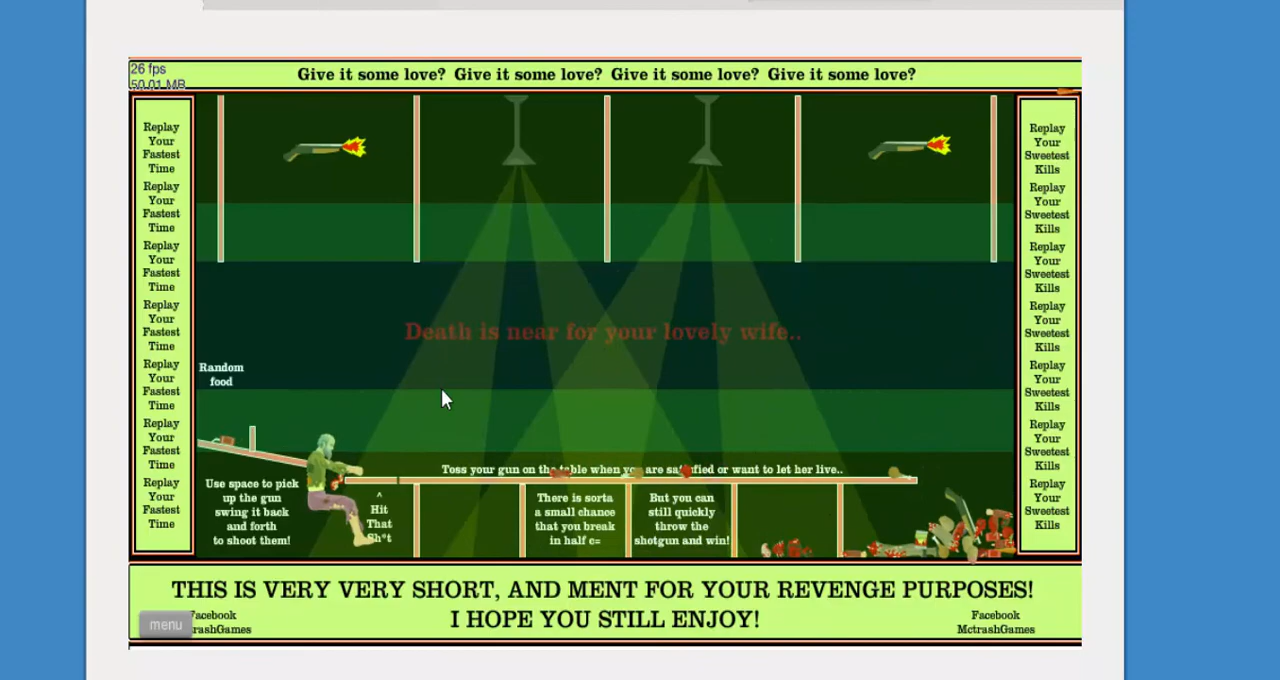 26 fps
50.01 MB
Give it some love? Give it some love? Give it some love? Give it some love?
Replay
Your
Fastest
Time
Replay
Your
Fastest
Time
Replay
Your
Fastest
Time
Replay
Your
Fastest
Time
Replay
Your
Fastest
Time
Replay
Your
Fastest
Time
Replay
Your
Fastest
Time
Replay
Your
Sweetest
Kills
Replay
Your
Sweetest
Kills
Replay
Your
Sweetest
Kills
Replay
Your
Sweetest
Kills
Replay
Your
Sweetest
Kills
Replay
Your
Sweetest
Kills
Replay
Your
Sweetest
Kills
Death is near for your lovely wife..
Random
food
Toss your gun on the table when you are satisfied or want to let her live..
Use space to pick
up the gun
swing it back
and forth
to shoot them!
^
Hit
That
Sh*t
There is sorta
a small chance
that you break
in half c=
But you can
still quickly
throw the
shotgun and win!
THIS IS VERY VERY SHORT, AND MENT FOR YOUR REVENGE PURPOSES!
I HOPE YOU STILL ENJOY!
menu
Facebook
MctrashGames
Facebook
MctrashGames